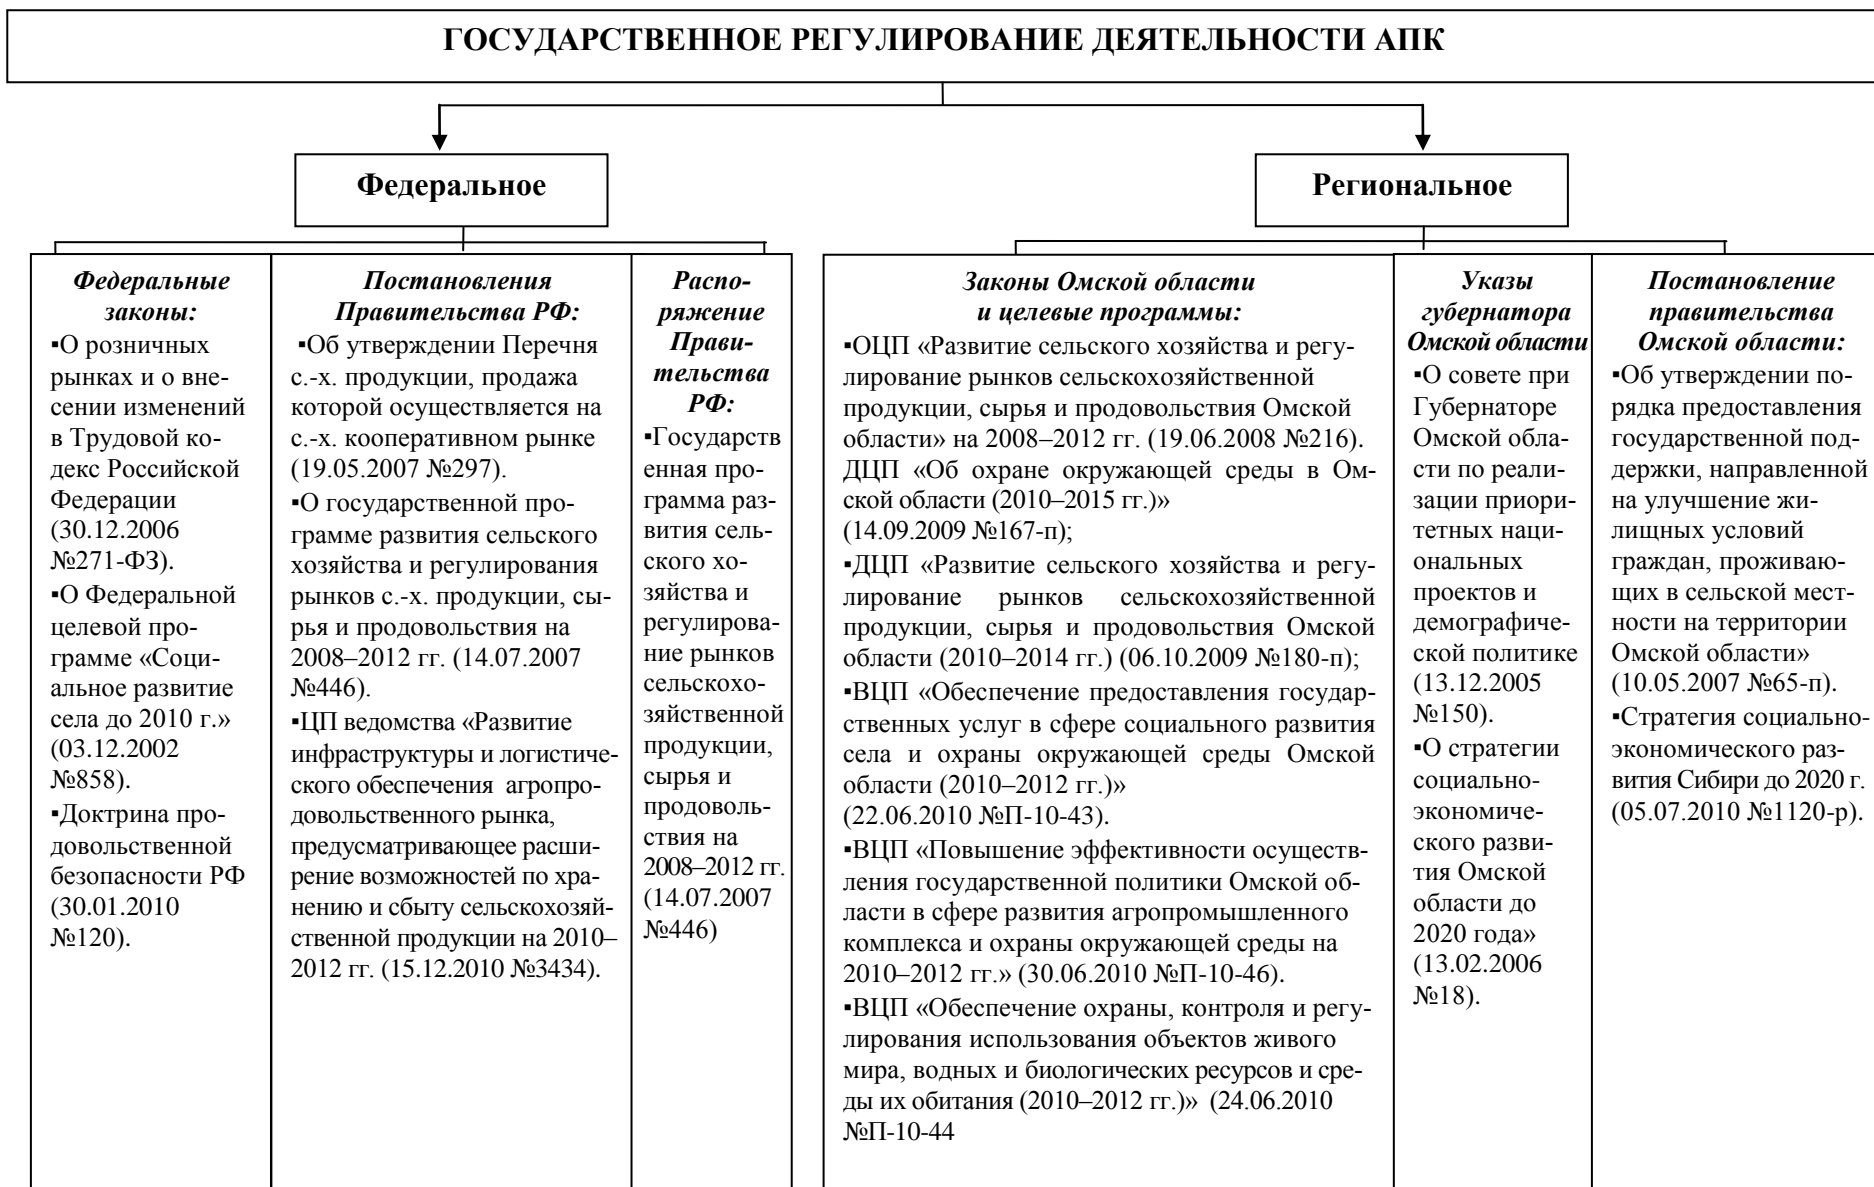 ГОСУДАРСТВЕННОЕ РЕГУЛИРОВАНИЕ ДЕЯТЕЛЬНОСТИ АПК
Федеральное
Региональное
Федеральные
законы:
▪О розничных
рынках и о вне-
сении изменений
в Трудовой ко-
декс Российской
Федерации
(30.12.2006
№271-ФЗ).
▪О Федеральной
целевой про-
грамме «Соци-
альное развитие
села до 2010 г.»
(03.12.2002
№858).
▪Доктрина про-
довольственной
безопасности РФ
(30.01.2010
№120).
Постановления
Правительства РФ:
▪Об утверждении Перечня
с.-х. продукции, продажа
которой осуществляется на
с.-х. кооперативном рынке
(19.05.2007 №297).
▪О государственной про-
грамме развития сельского
хозяйства и регулирования
рынков с.-х. продукции, сы-
рья и продовольствия на
2008–2012 гг. (14.07.2007
№446).
▪ЦП ведомства «Развитие
инфраструктуры и логистиче-
ского обеспечения агропро-
довольственного рынка,
предусматривающее расши-
рение возможностей по хра-
нению и сбыту сельскохозяй-
ственной продукции на 2010–
2012 гг. (15.12.2010 №3434).
Распо-
ряжение
Прави-
тельства
РФ:
▪Государств
енная про-
грамма раз-
вития сель-
ского хо-
зяйства и
регулирова-
ние рынков
сельскохо-
зяйственной
продукции,
сырья и
продоволь-
ствия на
2008–2012 гг.
(14.07.2007
№446)
Законы Омской области
и целевые программы:
▪ОЦП «Развитие сельского хозяйства и регу-
лирование рынков сельскохозяйственной
продукции, сырья и продовольствия Омской
области» на 2008–2012 гг. (19.06.2008 №216).
ДЦП «Об охране окружающей среды в Ом-
ской области (2010–2015 гг.)»
(14.09.2009 №167-п);
▪ДЦП «Развитие сельского хозяйства и регу-
лирование рынков сельскохозяйственной
продукции, сырья и продовольствия Омской
области (2010–2014 гг.) (06.10.2009 №180-п);
▪ВЦП «Обеспечение предоставления государ-
ственных услуг в сфере социального развития
села и охраны окружающей среды Омской
области (2010–2012 гг.)»
(22.06.2010 №П-10-43).
▪ВЦП «Повышение эффективности осуществ-
ления государственной политики Омской об-
ласти в сфере развития агропромышленного
комплекса и охраны окружающей среды на
2010–2012 гг.» (30.06.2010 №П-10-46).
▪ВЦП «Обеспечение охраны, контроля и регу-
лирования использования объектов живого
мира, водных и биологических ресурсов и сре-
ды их обитания (2010–2012 гг.)» (24.06.2010
№П-10-44
Указы
губернатора
Омской области
▪О совете при
Губернаторе
Омской обла-
сти по реали-
зации приори-
тетных наци-
ональных
проектов и
демографиче-
ской политике
(13.12.2005
№150).
▪О стратегии
социально-
экономиче-
ского разви-
тия Омской
области до
2020 года»
(13.02.2006
№18).
Постановление
правительства
Омской области:
▪Об утверждении по-
рядка предоставления
государственной под-
держки, направленной
на улучшение жи-
лищных условий
граждан, проживаю-
щих в сельской мест-
ности на территории
Омской области»
(10.05.2007 №65-п).
▪Стратегия социально-
экономического раз-
вития Сибири до 2020 г.
(05.07.2010 №1120-р).